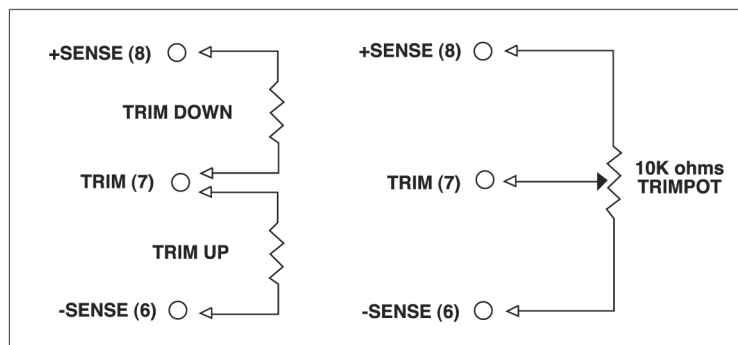 +SENSE (8)
TRIM DOWN
TRIM (7)
TRIM UP
-SENSE (6)
+SENSE (8)
TRIM (7)
10K ohms
TRIMPOT
-SENSE (6)